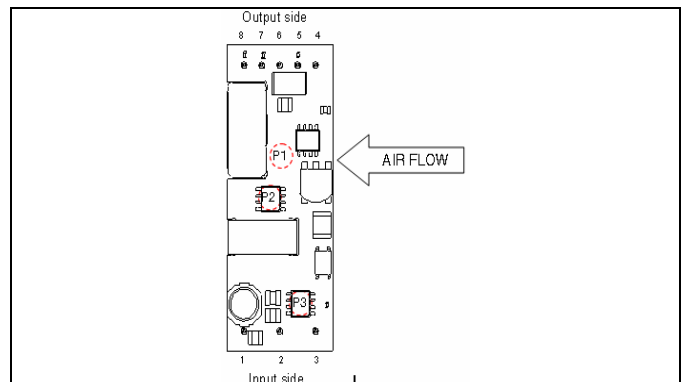 Output side
8 7 6 5 4
P1
AIR FLOW
P2
P3
1 2 3
Input side